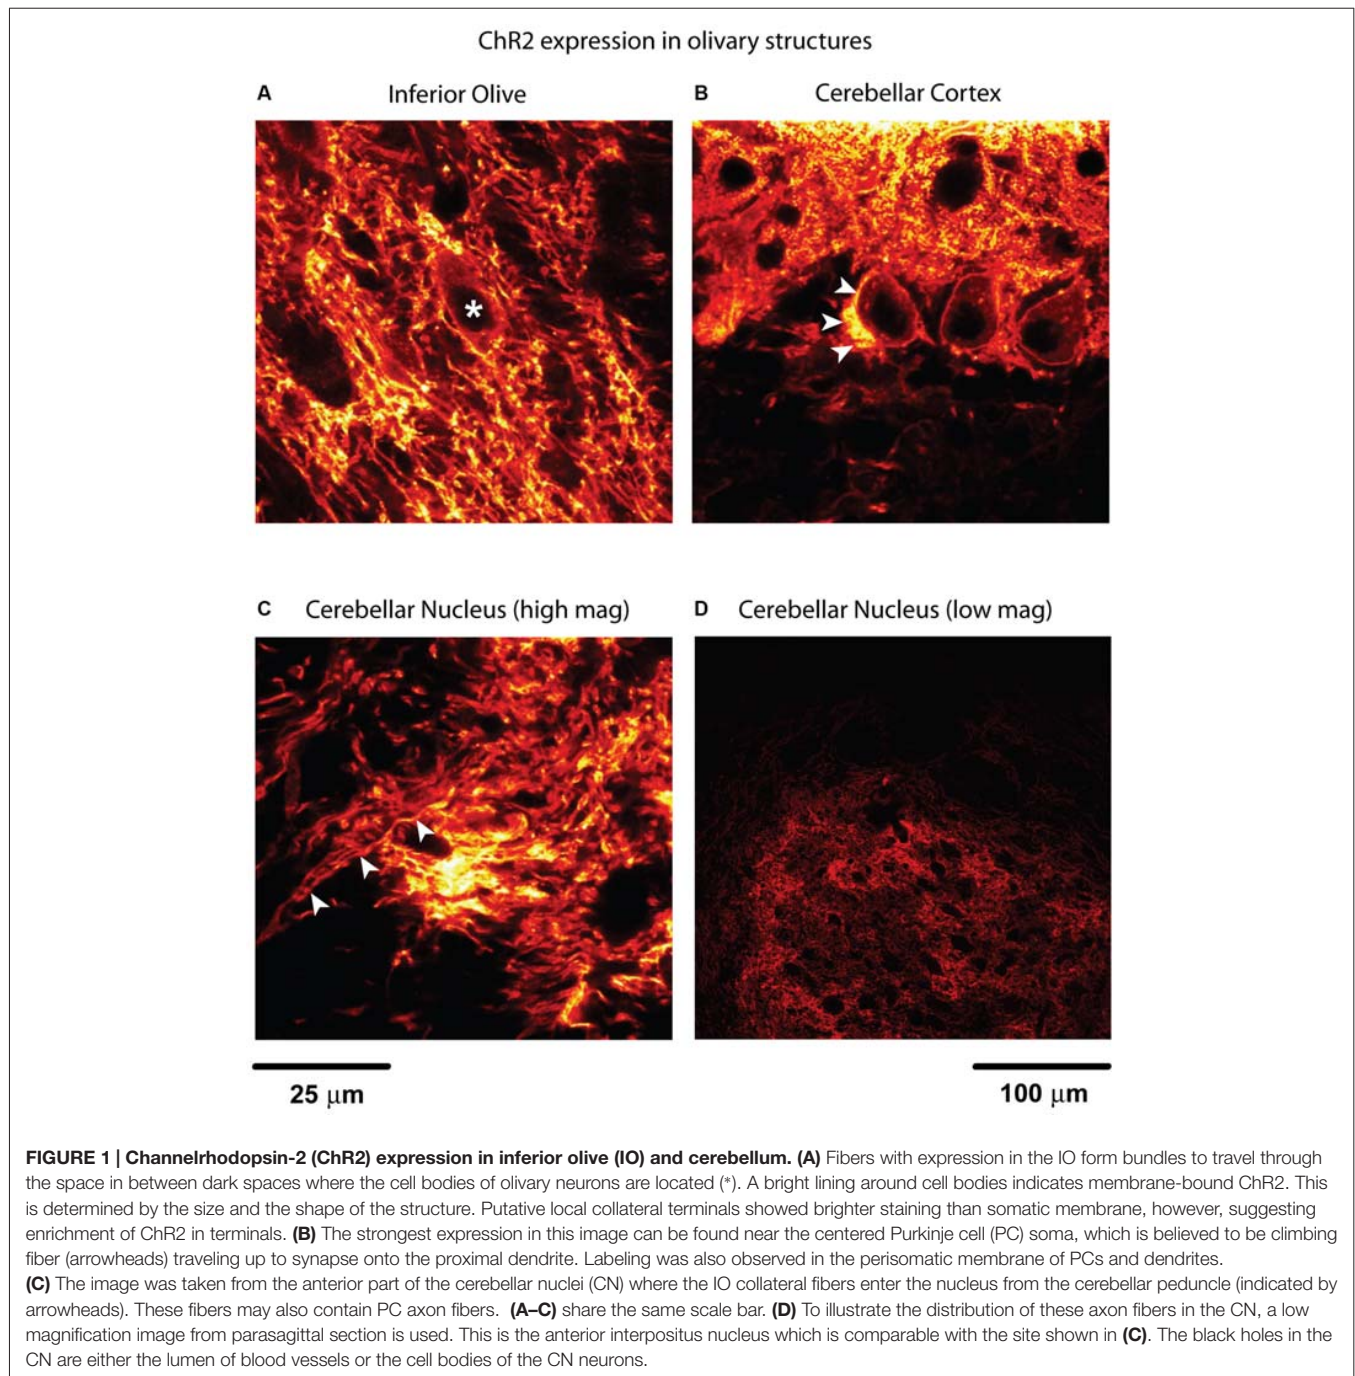 ChR2 expression in olivary structures
A Inferior Olive
B Cerebellar Cortex
*
C Cerebellar Nucleus (high mag)
D Cerebellar Nucleus (low mag)
25 μm
100 μm
FIGURE 1 | Channelrhodopsin-2 (ChR2) expression in inferior olive (IO) and cerebellum. (A) Fibers with expression in the IO form bundles to travel through
the space in between dark spaces where the cell bodies of olivary neurons are located (*). A bright lining around cell bodies indicates membrane-bound ChR2. This
is determined by the size and the shape of the structure. Putative local collateral terminals showed brighter staining than somatic membrane, however, suggesting
enrichment of ChR2 in terminals. (B) The strongest expression in this image can be found near the centered Purkinje cell (PC) soma, which is believed to be climbing
fiber (arrowheads) traveling up to synapse onto the proximal dendrite. Labeling was also observed in the perisomatic membrane of PCs and dendrites.
(C) The image was taken from the anterior part of the cerebellar nuclei (CN) where the IO collateral fibers enter the nucleus from the cerebellar peduncle (indicated by
arrowheads). These fibers may also contain PC axon fibers. (A–C) share the same scale bar. (D) To illustrate the distribution of these axon fibers in the CN, a low
magnification image from parasagittal section is used. This is the anterior interpositus nucleus which is comparable with the site shown in (C). The black holes in the
CN are either the lumen of blood vessels or the cell bodies of the CN neurons.